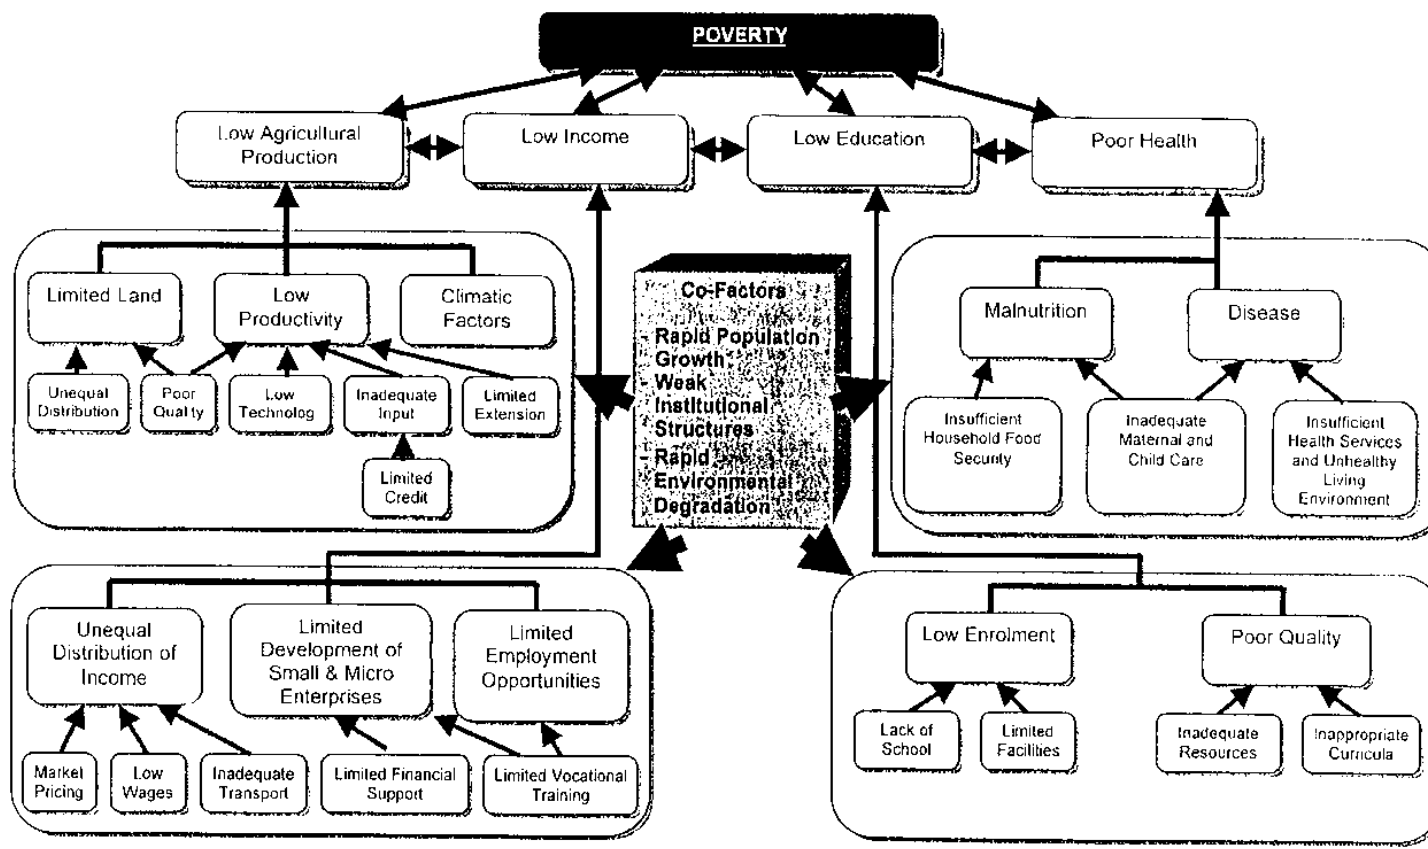 POVERTY
Low Agricultural
Production
Low Income
Low Education
Poor Health
Limited Land
Low
Productivity
Climatic
Factors
Unequal
Distribution
Poor
Quality
Low
Technolog
Inadequate
Input
Limited
Extension
Limited
Credit
Co-Factors
- Rapid Population
Growth
- Weak
Institutional
Structures
- Rapid
Environmental
Degradation
Malnutrition
Disease
Insufficient
Household Food
Security
Inadequate
Maternal and
Child Care
Insufficient
Health Services
and Unhealthy
Living
Environment
Unequal
Distribution of
Income
Limited
Development of
Small & Micro
Enterprises
Limited
Employment
Opportunities
Market
Pricing
Low
Wages
Inadequate
Transport
Limited Financial
Support
Limited Vocational
Training
Low Enrolment
Poor Quality
Lack of
School
Limited
Facilities
Inadequate
Resources
Inappropriate
Curricula